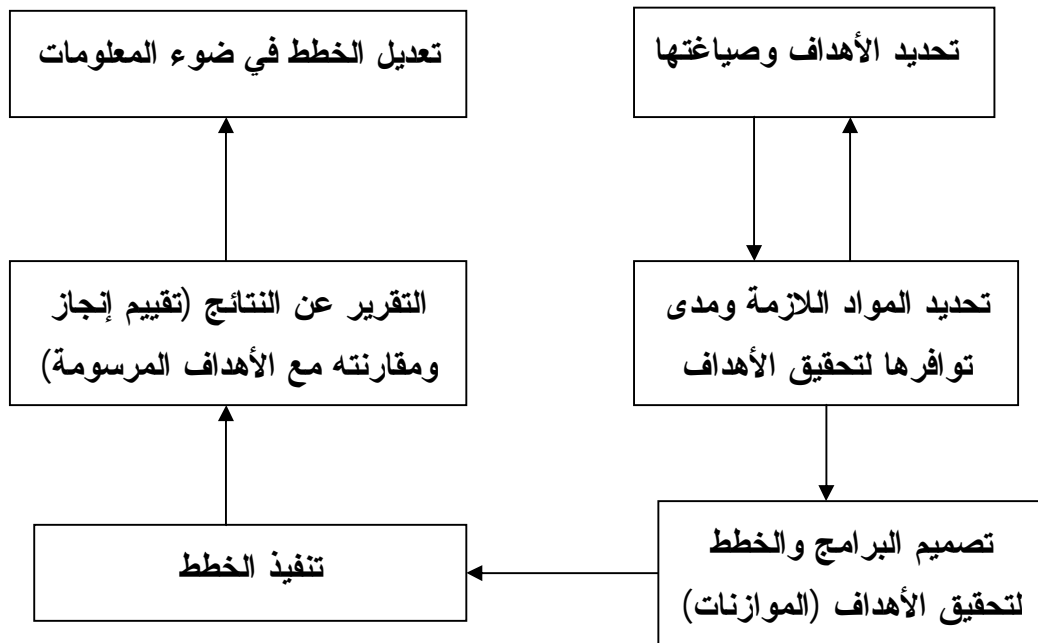 تحديد الأهداف وصياغتها
تعديل الخطط في ضوء المعلومات
تحديد المواد اللازمة ومدى
توافرها لتحقيق الأهداف
التقرير عن النتائج (تقييم إنجاز
ومقارنته مع الأهداف المرسومة)
تصميم البرامج والخطط
لتحقيق الأهداف (الموازنات)
تنفيذ الخطط